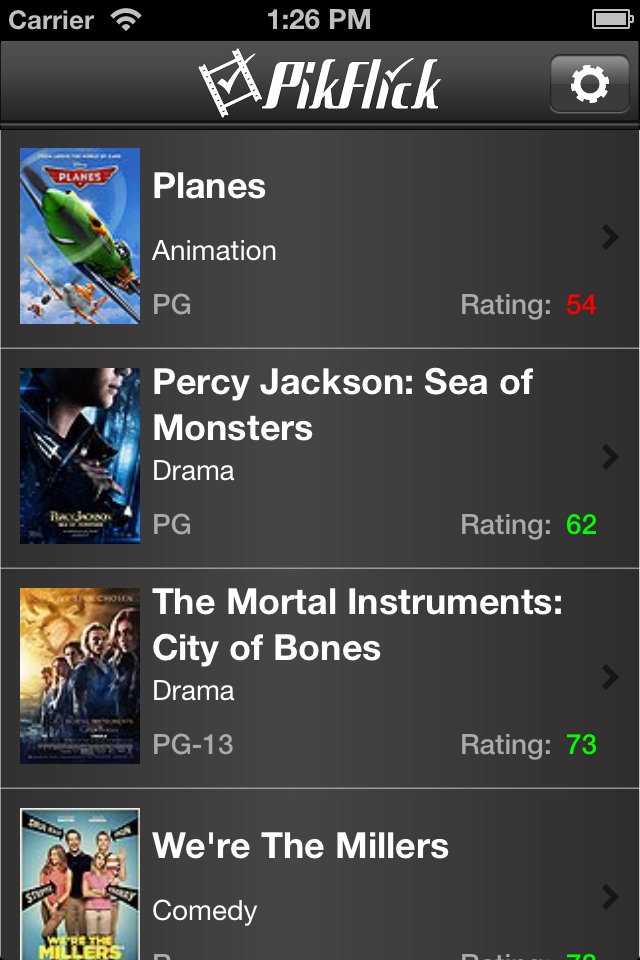 Carrier 1:26 PM
PikFlick
PLANES
Planes
Animation
PG Rating: 54
Percy Jackson: Sea of
Monsters
Drama
PERCY JACKSON
SEA OF MONSTERS
PG Rating: 62
The Mortal Instruments:
City of Bones
Drama
PG-13 Rating: 73
We're The Millers
Comedy
WE'RE THE
MILLERS
Rating: